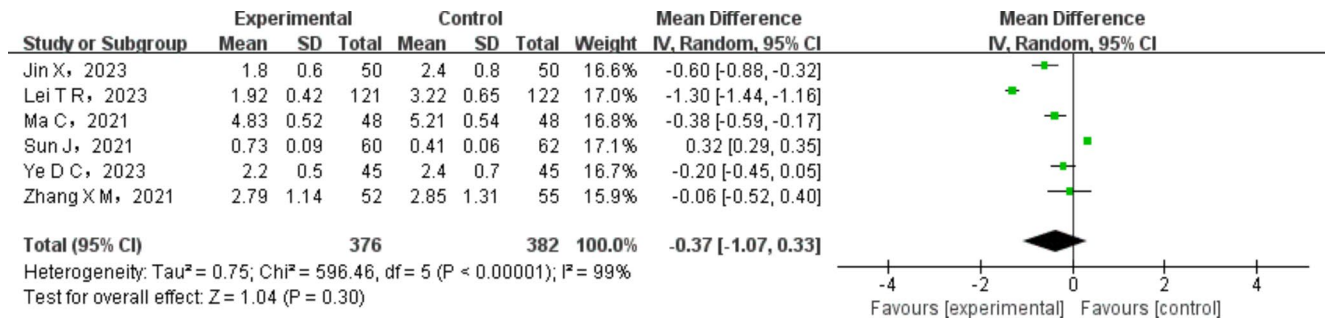 Experimental Control Mean Difference Mean Difference
Study or Subgroup Mean SD Total Mean SD Total Weight IV, Random, 95% CI IV, Random, 95% CI
Jin X，2023 1.8 0.6 50 2.4 0.8 50 16.6% -0.60 [-0.88, -0.32]
Lei T R，2023 1.92 0.42 121 3.22 0.65 122 17.0% -1.30 [-1.44, -1.16]
Ma C，2021 4.83 0.52 48 5.21 0.54 48 16.8% -0.38 [-0.59, -0.17]
Sun J，2021 0.73 0.09 60 0.41 0.06 62 17.1% 0.32 [0.29, 0.35]
Ye D C，2023 2.2 0.5 45 2.4 0.7 45 16.7% -0.20 [-0.45, 0.05]
Zhang X M，2021 2.79 1.14 52 2.85 1.31 55 15.9% -0.06 [-0.52, 0.40]
Total (95% CI) 376 382 100.0% -0.37 [-1.07, 0.33]
Heterogeneity: Tau² = 0.75; Chi² = 596.46, df = 5 (P < 0.00001); I² = 99%
Test for overall effect: Z = 1.04 (P = 0.30)
-4 -2 0 2 4
Favours [experimental] Favours [control]